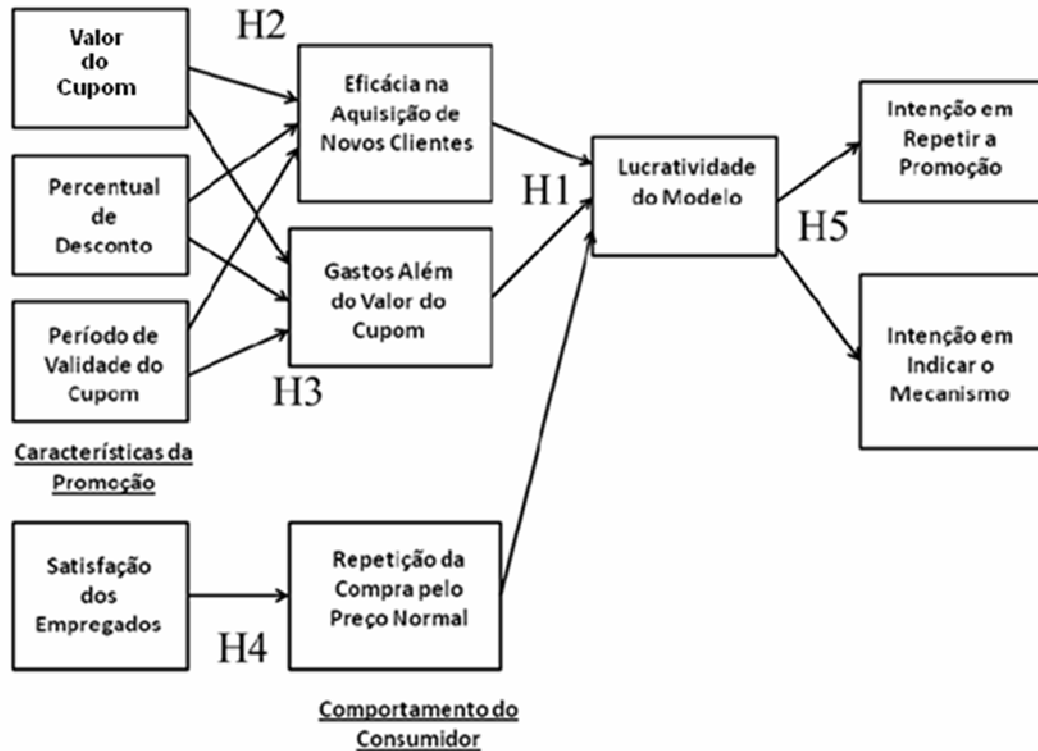 Valor
do
Cupom
H2
Eficácia na
Aquisição de
Novos Clientes
Intenção em
Repetir a
Promoção
Percentual
de
Desconto
Lucratividade
do Modelo
H1
H5
Gastos Além
do Valor do
Cupom
Período de
Validade do
Cupom
H3
Intenção em
Indicar o
Mecanismo
Características da
Promoção
Satisfação
dos
Empregados
H4
Repetição da
Compra pelo
Preço Normal
Comportamento do
Consumidor